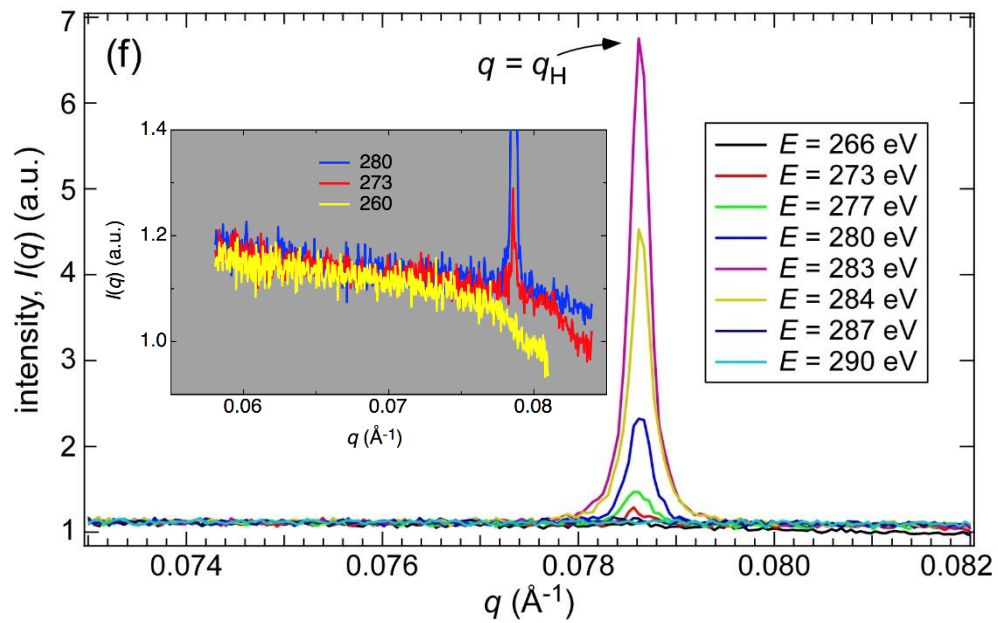 (f)
q = qH
7
6
5
4
3
2
1
intensity, I(q) (a.u.)
0.074
0.076
0.078
0.080
0.082
q (Å-1)
E = 266 eV
E = 273 eV
E = 277 eV
E = 280 eV
E = 283 eV
E = 284 eV
E = 287 eV
E = 290 eV
280
273
260
1.4
1.2
1.0
I(q) (a.u.)
0.06
0.07
0.08
q (Å-1)